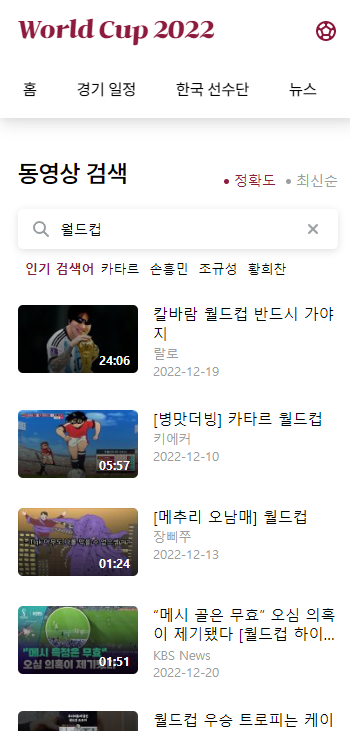 World Cup 2022
홈 경기 일정 한국 선수단 뉴스
동영상 검색
정확도 최신순
월드컵
인기 검색어 카타르 손흥민 조규성 황희찬
칼바람 월드컵 반드시 가야
지
랄로
2022-12-19
24:06
[병맛더빙] 카타르 월드컵
키에커
2022-12-10
05:57
[메추리 오남매] 월드컵
장삐쭈
2022-12-13
01:24
“메시 골은 무효” 오심 의혹
이 제기됐다 [월드컵 하이...
KBS News
2022-12-20
KBS
"메시 득점은 무효"
오심 의혹이 제기
01:51
월드컵 우승 트로피는 케이